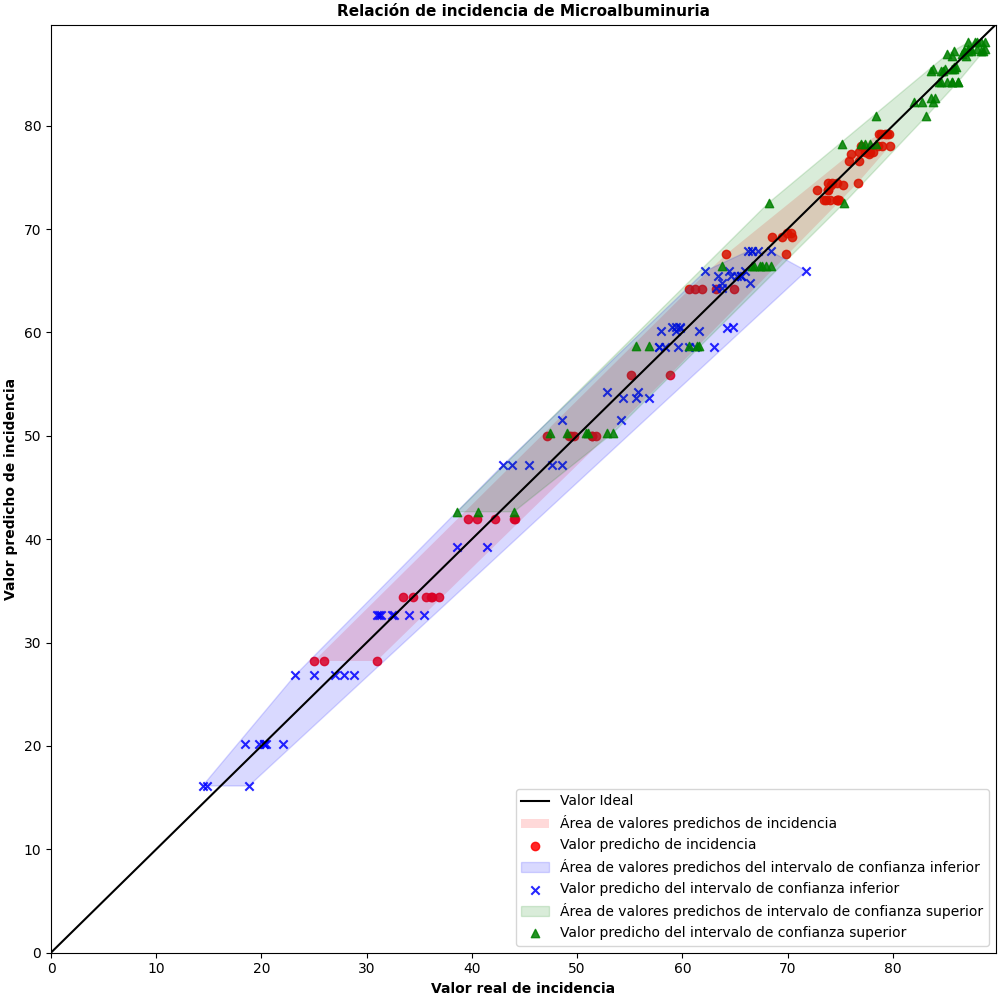 Relación de incidencia de Microalbuminuria
Valor predicho de incidencia
80
70
60
50
40
30
20
10
0
Valor Ideal
Área de valores predichos de incidencia
Valor predicho de incidencia
Área de valores predichos del intervalo de confianza inferior
Valor predicho del intervalo de confianza inferior
Área de valores predichos de intervalo de confianza superior
Valor predicho del intervalo de confianza superior
0 10 20 30 40 50 60 70 80
Valor real de incidencia